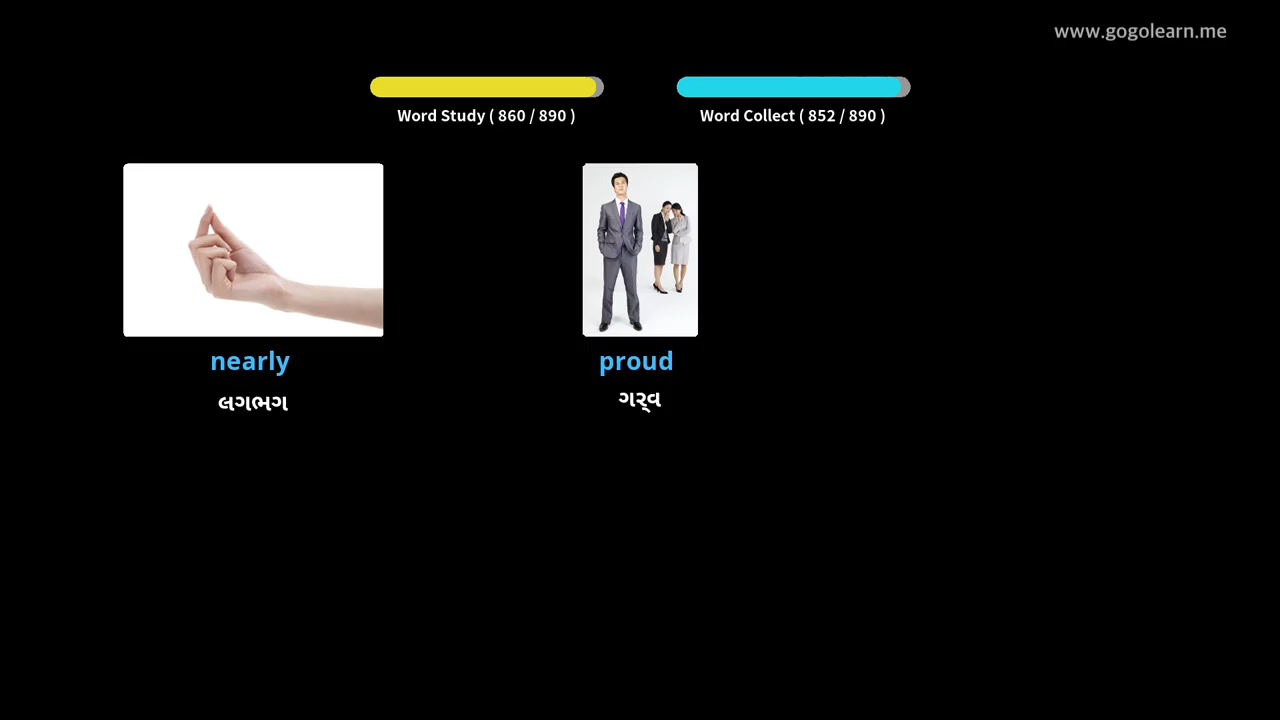 www.gogolearn.me
Word Study ( 860 / 890 )
Word Collect ( 852 / 890 )
nearly
proud
લગભગ
ગર્વ